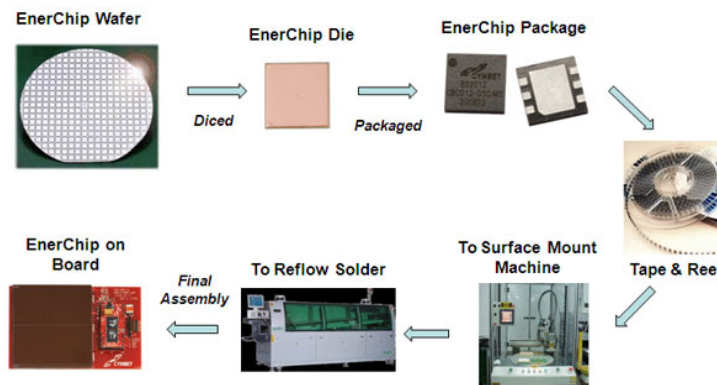 EnerChip Wafer
EnerChip Die
EnerChip Package
Diced
Packaged
CYMBET
Tape & Ree
To Surface Mount
Machine
To Reflow Solder
Final
Assembly
EnerChip on
Board
CYMBET